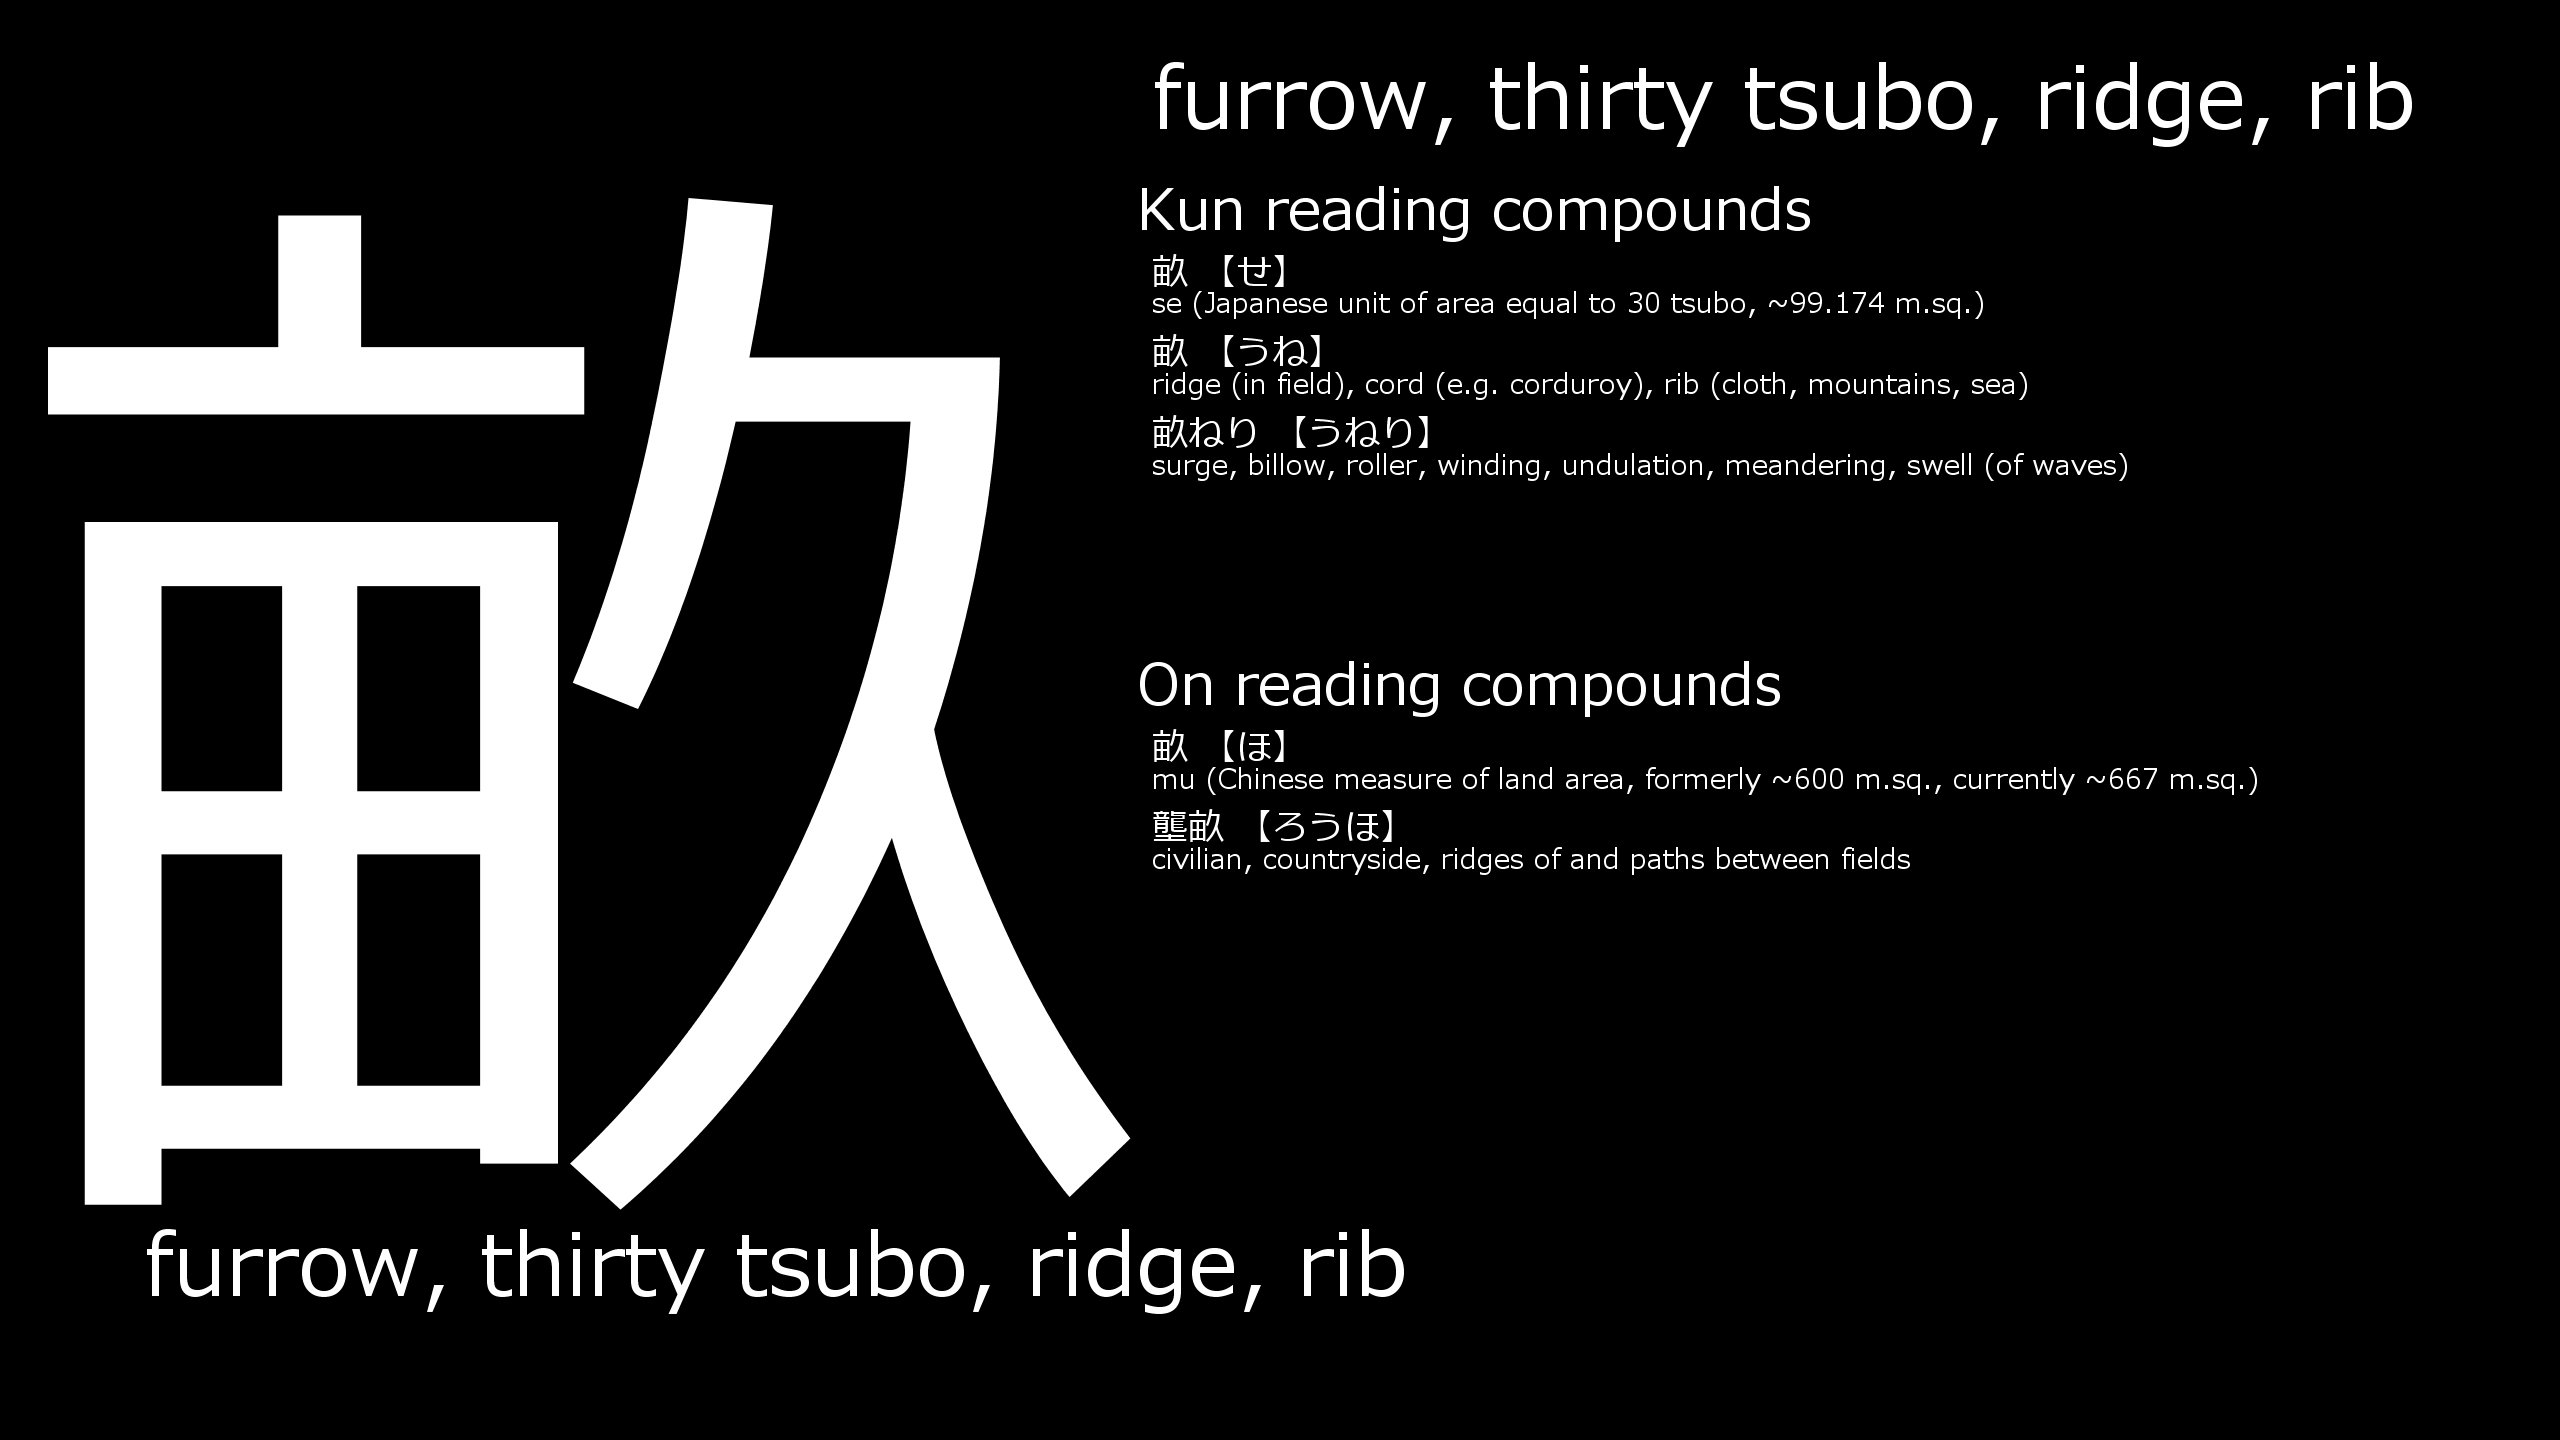 畝
furrow, thirty tsubo, ridge, rib
furrow, thirty tsubo, ridge, rib
Kun reading compounds
畝 【せ】
se (Japanese unit of area equal to 30 tsubo, ~99.174 m.sq.)
畝 【うね】
ridge (in field), cord (e.g. corduroy), rib (cloth, mountains, sea)
畝ねり 【うねり】
surge, billow, roller, winding, undulation, meandering, swell (of waves)
On reading compounds
畝 【ほ】
mu (Chinese measure of land area, formerly ~600 m.sq., currently ~667 m.sq.)
壟畝 【ろうほ】
civilian, countryside, ridges of and paths between fields